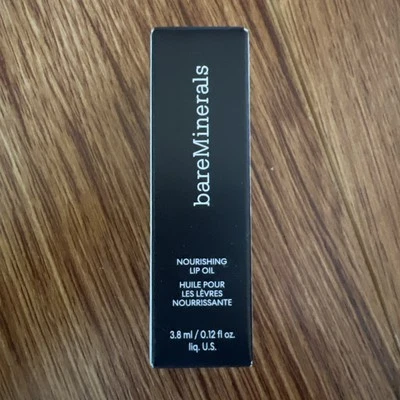 bareMinerals
NOURISHING
LIP OIL
HUILE POUR
LES LÈVRES
NOURRISSANTE
3.8 ml / 0.12 fl oz.
liq. U.S.